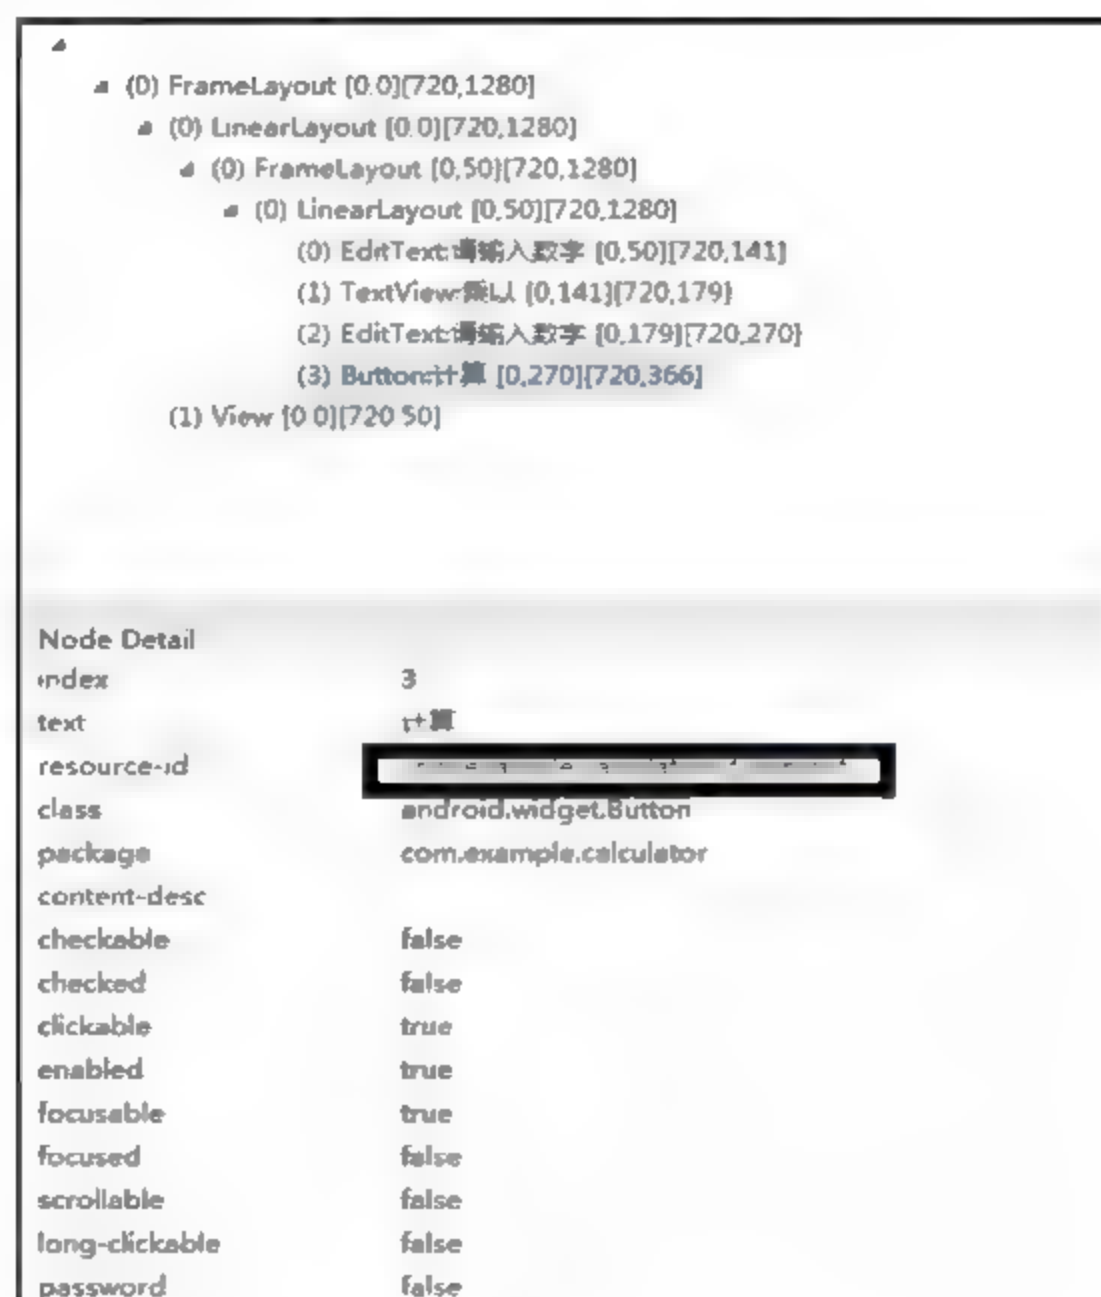 (0) FrameLayout [0,0][720,1280]
(0) LinearLayout [0,0][720,1280]
(0) FrameLayout [0,50][720,1280]
(0) LinearLayout [0,50][720,1280]
(0) EditText:请输入数字 [0,50][720,141]
(1) TextView:默认 [0,141][720,179]
(2) EditText:请输入数字 [0,179][720,270]
(3) Button:计算 [0,270][720,366]
(1) View [0,0][720,50]
Node Detail
index 3
text 计算
resource-id
class android.widget.Button
package com.example.calculator
content-desc
checkable false
checked false
clickable true
enabled true
focusable true
focused false
scrollable false
long-clickable false
password false